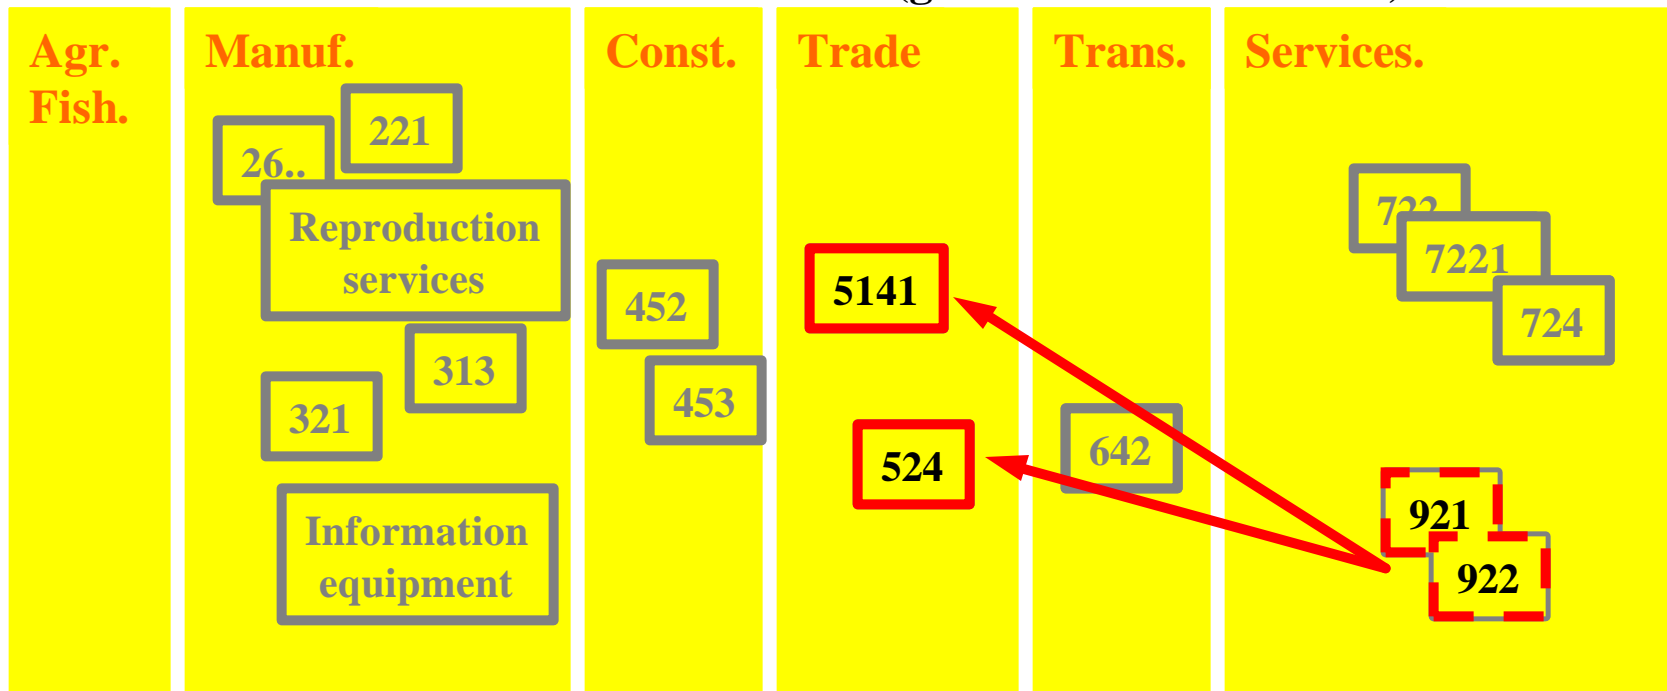 Agr.
Fish.
Manuf.
Const.
Trade
Trans.
Services.
221
26..
Reproduction
services
313
321
Information
equipment
452
453
5141
524
642
722
7221
724
921
922